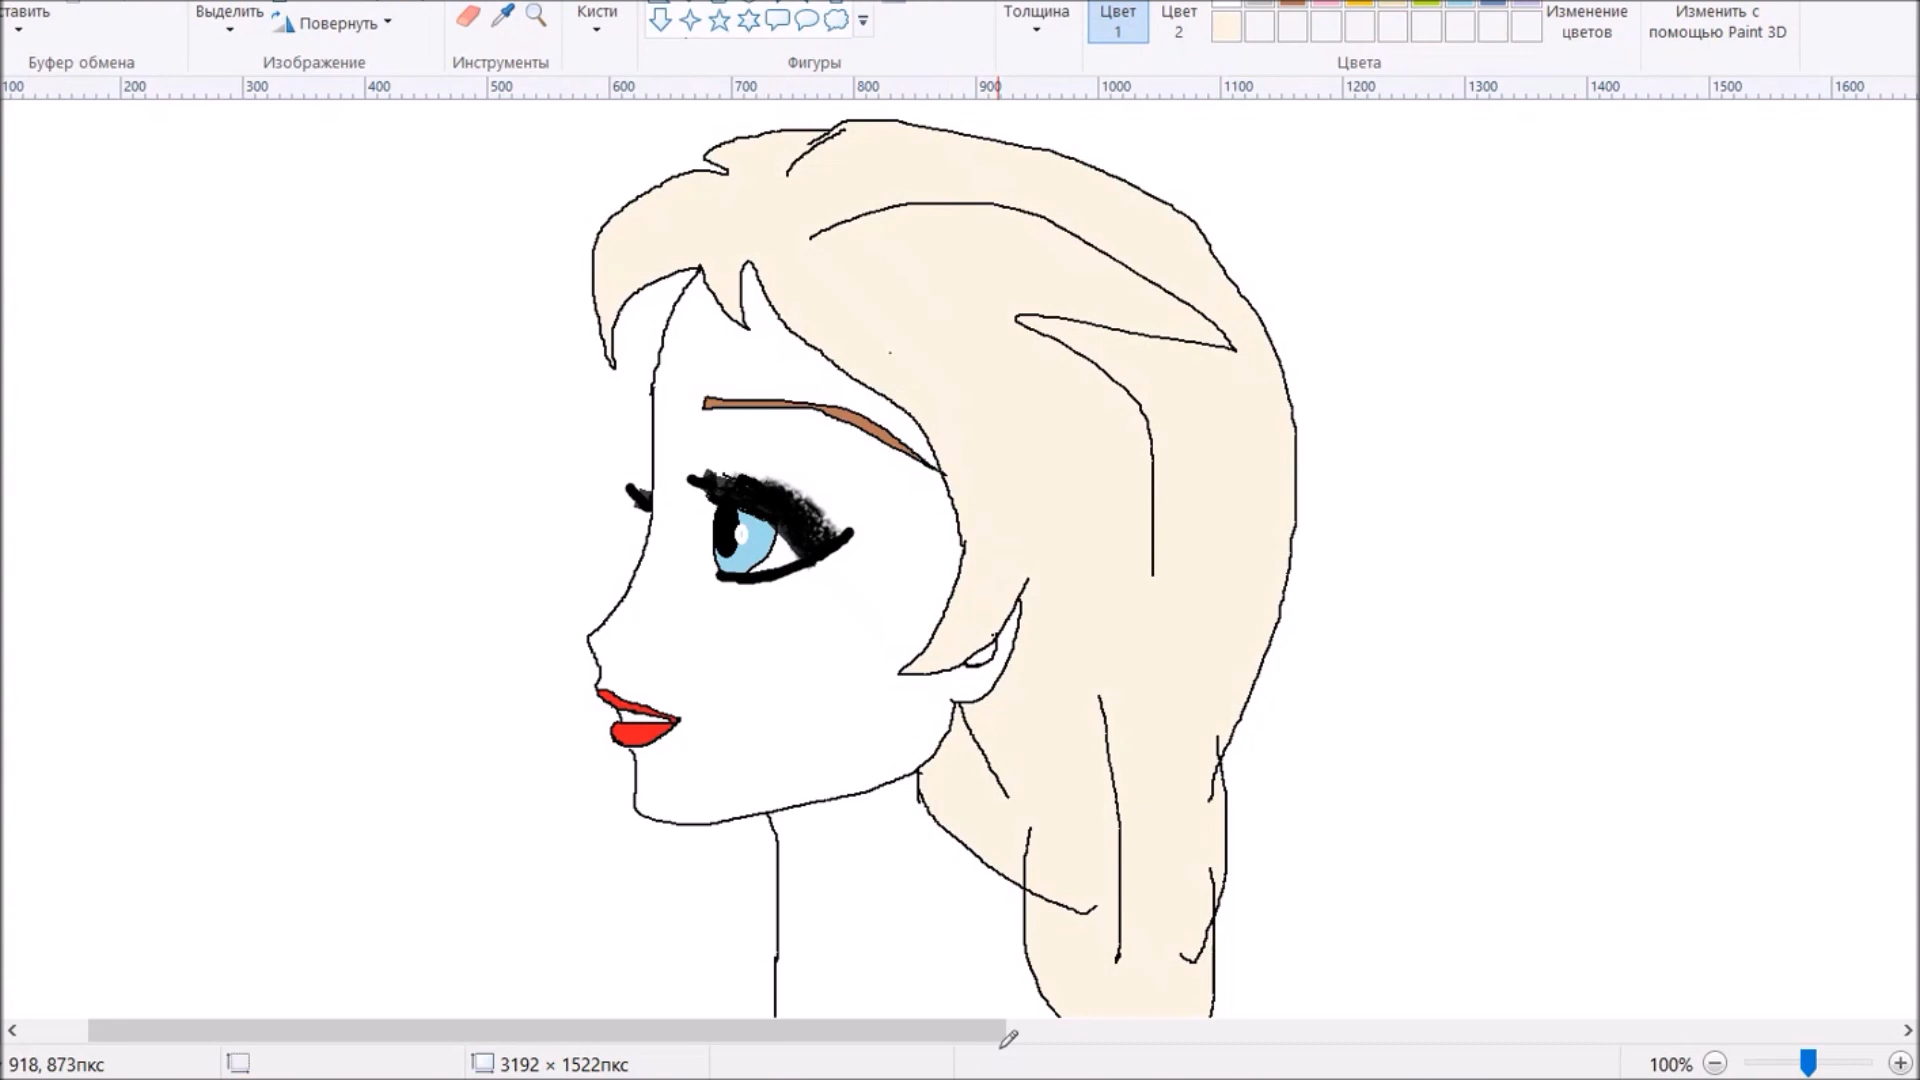 ставить
Выделить
Повернуть
Кисти
Толщина
Цвет
1
Цвет
2
Изменение
цветов
Изменить с
помощью Paint 3D
Буфер обмена
Изображение
Инструменты
Фигуры
Цвета
100 200 300 400 500 600 700 800 900 1000 1100 1200 1300 1400 1500 1600
918, 873пкс
3192 × 1522пкс
100%